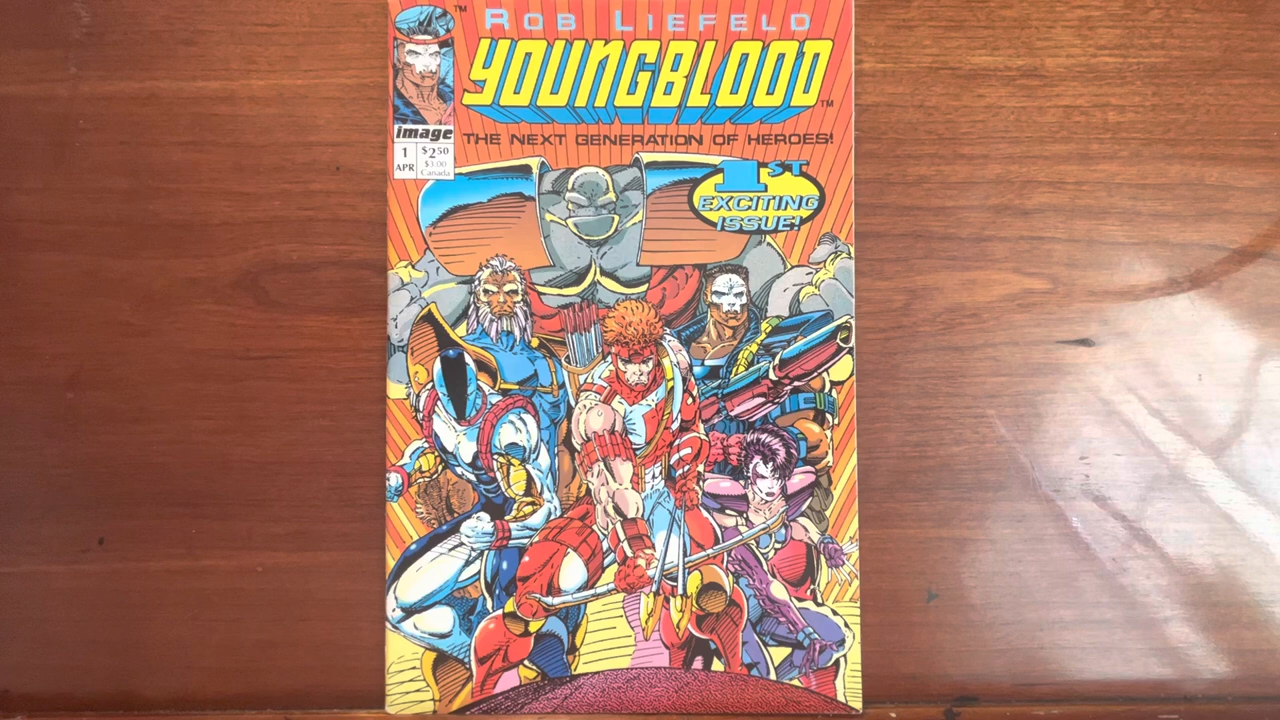 TM
ROB LIEFELD
YOUNGBLOOD TM
THE NEXT GENERATION OF HEROES!
image
1
APR
$2.50
$3.00
Canada
1ST
EXCITING
ISSUE!